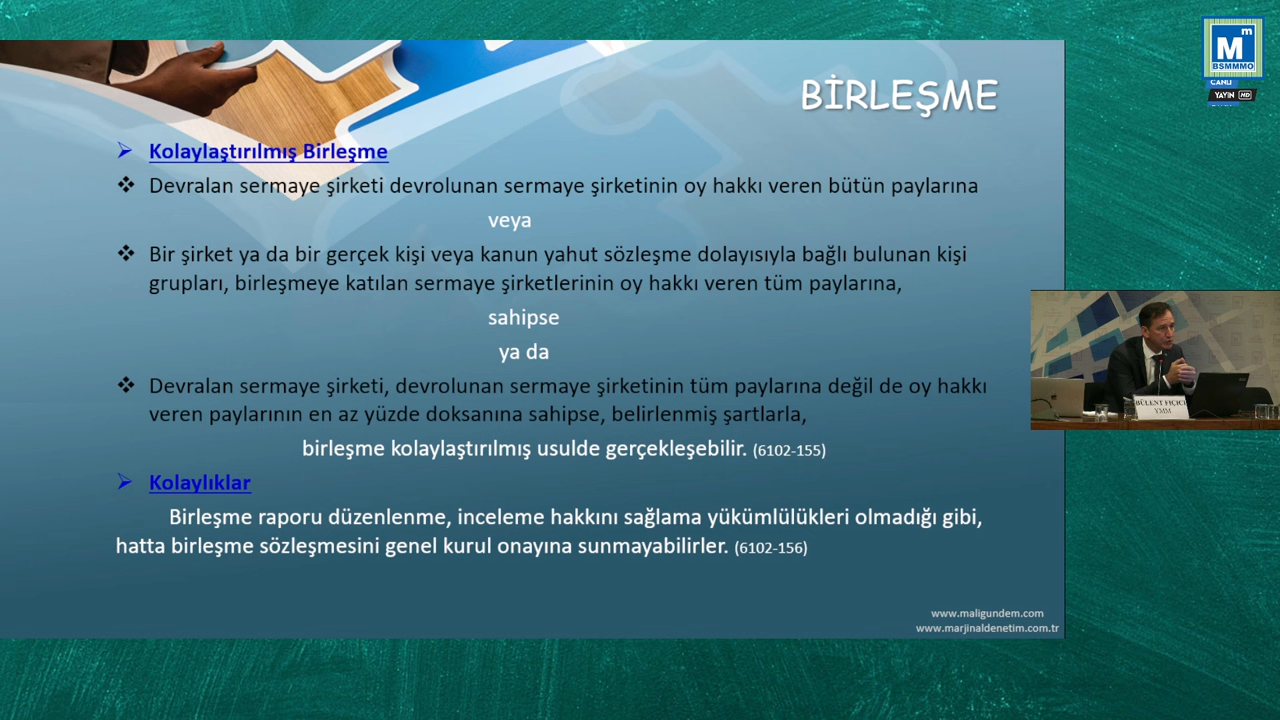 BİRLEŞME
Kolaylaştırılmış Birleşme
Devralan sermaye şirketi devrolunan sermaye şirketinin oy hakkı veren bütün paylarına
veya
Bir şirket ya da bir gerçek kişi veya kanun yahut sözleşme dolayısıyla bağlı bulunan kişi
grupları, birleşmeye katılan sermaye şirketlerinin oy hakkı veren tüm paylarına,
sahipse
ya da
Devralan sermaye şirketi, devrolunan sermaye şirketinin tüm paylarına değil de oy hakkı
veren paylarının en az yüzde doksanına sahipse, belirlenmiş şartlarla,
birleşme kolaylaştırılmış usulde gerçekleşebilir. (6102-155)
Kolaylıklar
Birleşme raporu düzenlenme, inceleme hakkını sağlama yükümlülükleri olmadığı gibi,
hatta birleşme sözleşmesini genel kurul onayına sunmayabilirler. (6102-156)
www.maligundem.com
www.marjinaldenetim.com.tr
Mm
BSMMMO
CANLI
YAYIN HD
BÜLENT FIÇICI
YMM